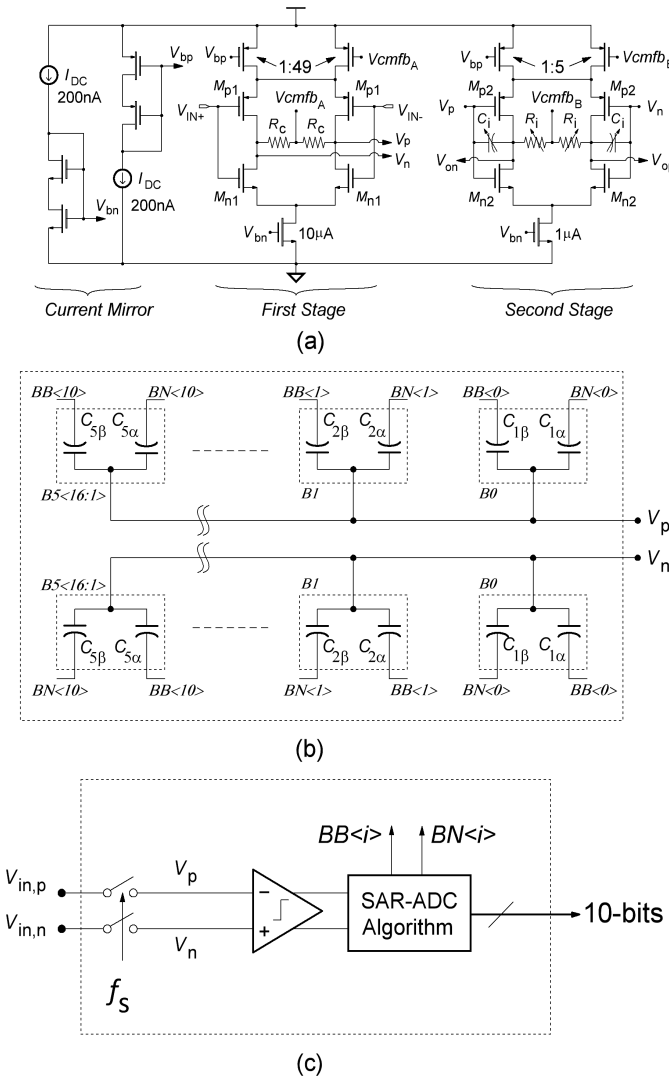 V_bp
I_DC
200nA
V_bn
I_DC
200nA
V_bp
1:49
Vcmfb_A
M_p1
Vcmfb_A
M_p1
V_IN+
V_IN-
R_c
R_c
V_p
V_n
M_n1
M_n1
V_bn
10μA
V_bp
1:5
Vcmfb_B
M_p2
Vcmfb_B
M_p2
V_p
V_n
C_i
R_i
R_i
C_i
V_on
V_op
M_n2
M_n2
V_bn
1μA
Current Mirror
First Stage
Second Stage
(a)
BB<10>
BN<10>
BB<1>
BN<1>
BB<0>
BN<0>
C_5β
C_5α
C_2β
C_2α
C_1β
C_1α
B5<16:1>
B1
B0
V_p
V_n
B5<16:1>
B1
B0
C_5β
C_5α
C_2β
C_2α
C_1β
C_1α
BN<10>
BB<10>
BN<1>
BB<1>
BN<0>
BB<0>
(b)
BB<i>
BN<i>
V_in,p
V_p
V_in,n
V_n
−
+
SAR-ADC
Algorithm
10-bits
f_s
(c)